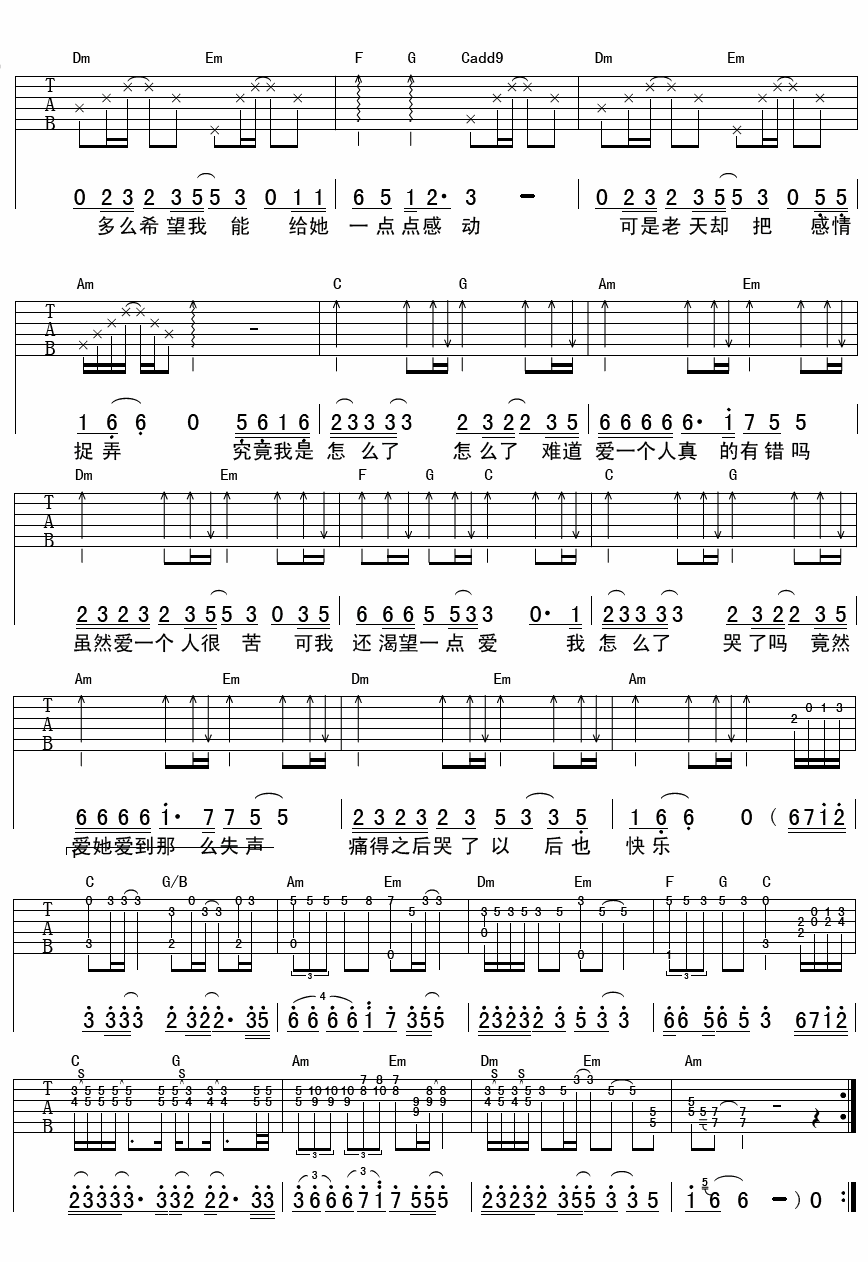 Dm Em F G Cadd9 Dm Em
T A B
0 2 3 2 3 5 5 3 0 1 1 6 5 1 2· 3 - 0 2 3 2 3 5 5 3 0 5 5
多么希望我 能 给她 一点点感 动 可是老天却 把 感情
Am C G Am Em
T A B
1 6 6 0 5 6 1 6 2 3 3 3 3 2 3 2 2 3 5 6 6 6 6 6· 1 7 5 5
捉弄 究竟我是 怎么了 怎么了 难道 爱一个人真 的有错吗
Dm Em F G C C G
T A B
2 3 2 3 2 3 5 5 3 0 3 5 6 6 6 5 5 3 3 0· 1 2 3 3 3 3 2 3 2 2 3 5
虽然爱一个人很 苦 可我 还渴望一点爱 我 怎么了 哭了吗 竟然
Am Em Dm Em Am
T A B 2 0 1 3
6 6 6 6 1· 7 7 5 5 2 3 2 3 2 3 5 3 3 5 1 6 6 0 ( 6 7 1 2
爱她爱到那 么失声 痛得之后哭了以 后也 快乐
C G/B Am Em Dm Em F G C
T A B
3 3 3 3 3 2 3 2 2· 3 5 6 6 6 6 1 7 3 5 5 2 3 2 3 2 3 5 3 3 6 6 5 6 5 3 6 7 1 2
C G Am Em Dm Em Am
T A B
2 3 3 3 3 3· 3 3 2 2 2· 3 3 3 6 6 6 6 7 1 7 5 5 5 2 3 2 3 2 3 5 5 3 3 5 1 6 6 - ) 0